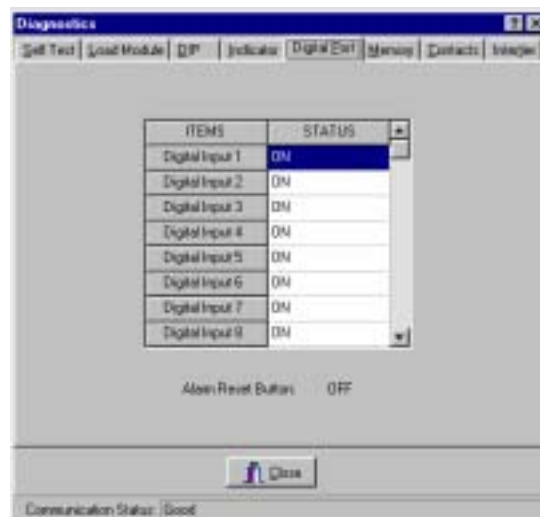 Diagnostics
Self Test Load Module DIP Indicator Digital Port Memory Contacts
ITEMS STATUS
Digital Input 1 ON
Digital Input 2 ON
Digital Input 3 ON
Digital Input 4 ON
Digital Input 5 ON
Digital Input 6 ON
Digital Input 7 ON
Digital Input 8 ON
Alarm Reset Button: OFF
Close
Communication Status: Good